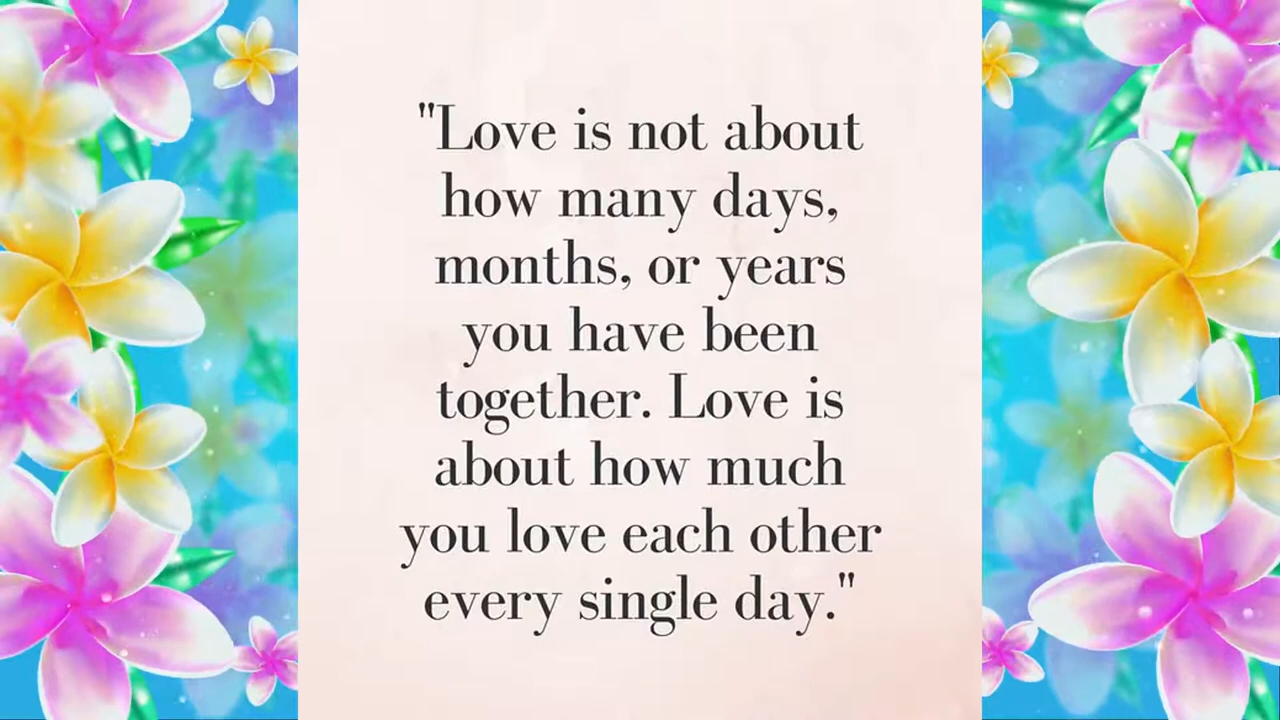 "Love is not about
how many days,
months, or years
you have been
together. Love is
about how much
you love each other
every single day."